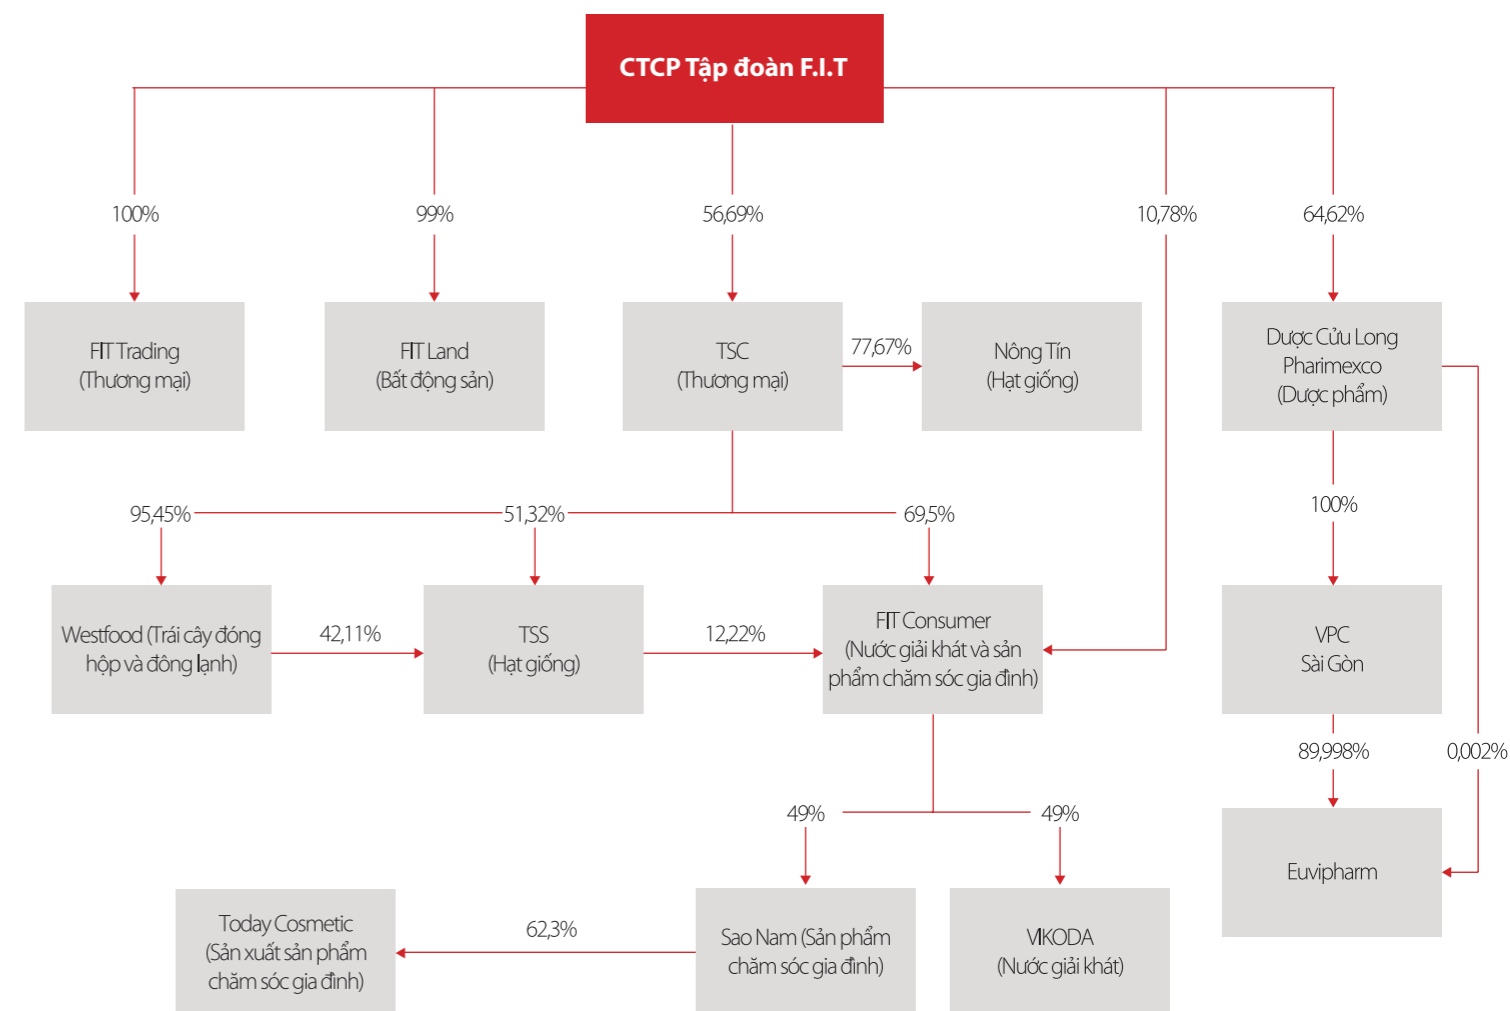 CTCP Tập đoàn F.I.T
100%
99%
56,69%
10,78%
64,62%
FIT Trading
(Thương mại)
FIT Land
(Bất động sản)
TSC
(Thương mại)
77,67%
Nông Tín
(Hạt giống)
Dược Cửu Long
Pharimexco
(Dược phẩm)
95,45%
51,32%
69,5%
100%
Westfood (Trái cây đóng
hộp và đông lạnh)
42,11%
TSS
(Hạt giống)
12,22%
FIT Consumer
(Nước giải khát và sản
phẩm chăm sóc gia đình)
VPC
Sài Gòn
89,998%
0,002%
49%
49%
Euvipharm
Today Cosmetic
(Sản xuất sản phẩm
chăm sóc gia đình)
62,3%
Sao Nam (Sản phẩm
chăm sóc gia đình)
VIKODA
(Nước giải khát)